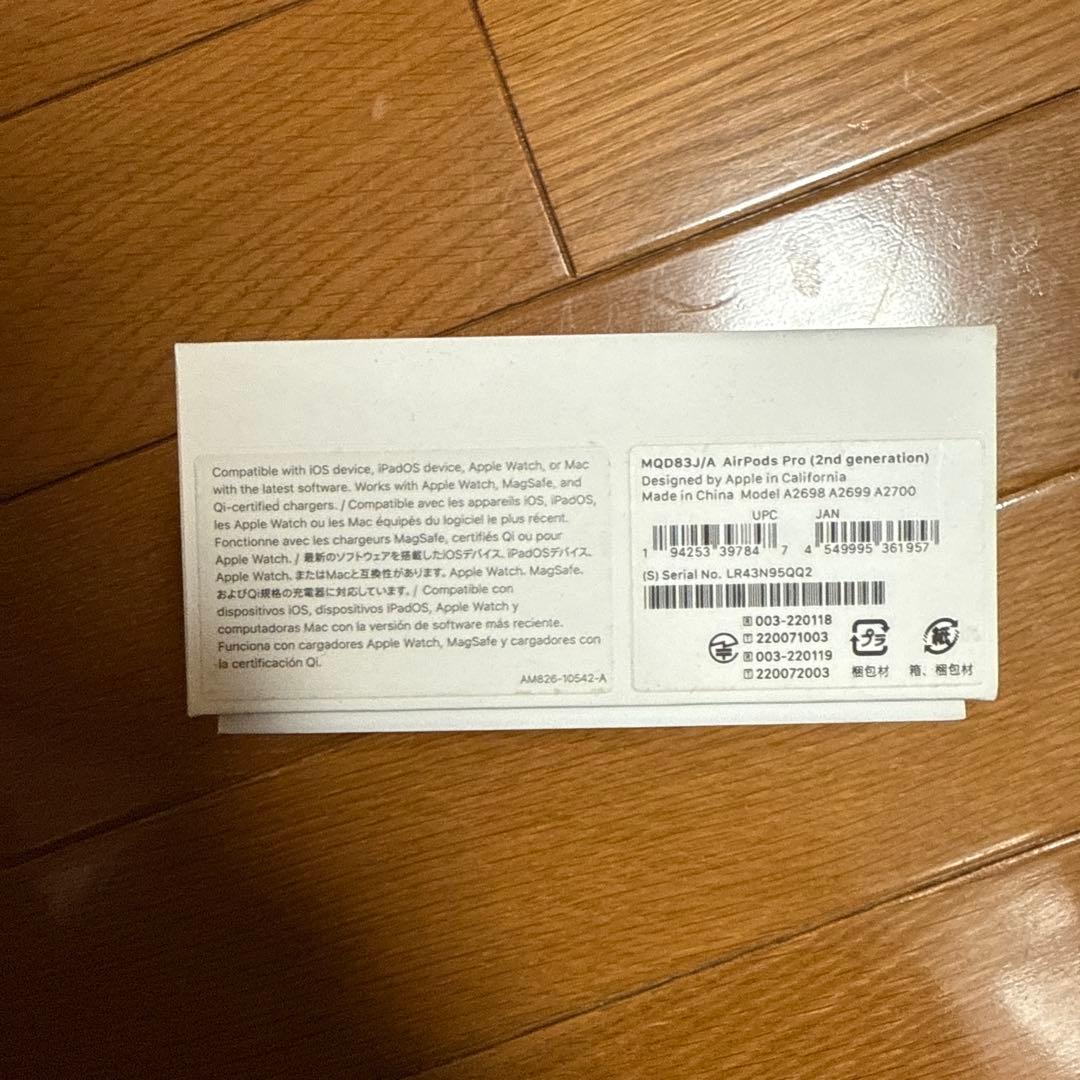 Compatible with iOS device, iPadOS device, Apple Watch, or Mac
with the latest software. Works with Apple Watch, MagSafe, and
Qi-certified chargers. / Compatible avec les appareils iOS, iPadOS,
les Apple Watch ou les Mac équipés du logiciel le plus récent.
Fonctionne avec les chargeurs MagSafe, certifiés Qi ou pour
Apple Watch. / 最新のソフトウェアを搭載したiOSデバイス、iPadOSデバイス、
Apple Watch、またはMacと互換性があります。Apple Watch、MagSafe、
およびQi規格の充電器に対応しています。 / Compatible con
dispositivos iOS, dispositivos iPadOS, Apple Watch y
computadoras Mac con la versión de software más reciente.
Funciona con cargadores Apple Watch, MagSafe y cargadores con
la certificación Qi.
AM826-10542-A
MQD83J/A AirPods Pro (2nd generation)
Designed by Apple in California
Made in China Model A2698 A2699 A2700
UPC JAN
1 94253 39784 7 4 549995 361957
(S) Serial No. LR43N95QQ2
R 003-220118
T 220071003
R 003-220119
T 220072003
プラ 紙
梱包材 箱、梱包材